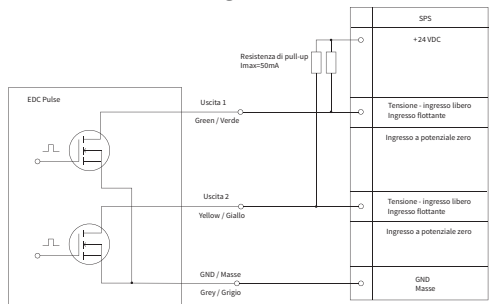 SPS
+24 VDC
Resistenza di pull-up
Imax=50mA
EDC Pulse
Uscita 1
Green / Verde
Tensione - ingresso libero
Ingresso flottante
Ingresso a potenziale zero
Uscita 2
Yellow / Giallo
Tensione - ingresso libero
Ingresso flottante
Ingresso a potenziale zero
GND / Masse
Grey / Grigio
GND
Masse